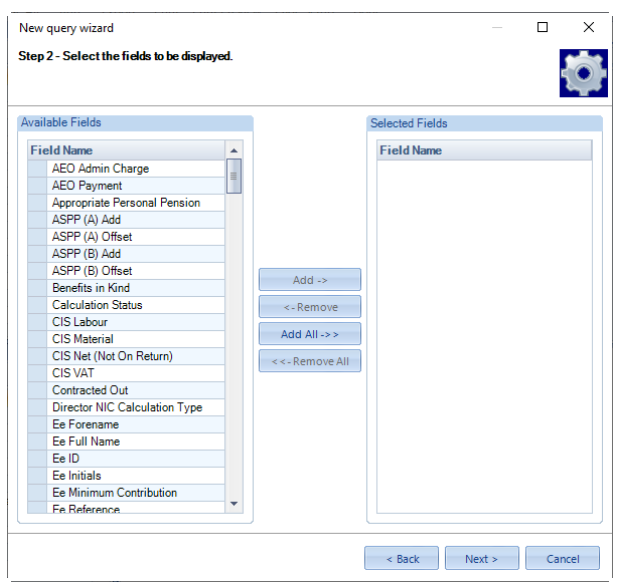 New query wizard
Step 2 - Select the fields to be displayed.
Available Fields
Field Name
AEO Admin Charge
AEO Payment
Appropriate Personal Pension
ASPP (A) Add
ASPP (A) Offset
ASPP (B) Add
ASPP (B) Offset
Benefits in Kind
Calculation Status
CIS Labour
CIS Material
CIS Net (Not On Return)
CIS VAT
Contracted Out
Director NIC Calculation Type
Ee Forename
Ee Full Name
Ee ID
Ee Initials
Ee Minimum Contribution
Ee Reference
Add ->
<- Remove
Add All ->>
<<- Remove All
Selected Fields
Field Name
< Back
Next >
Cancel